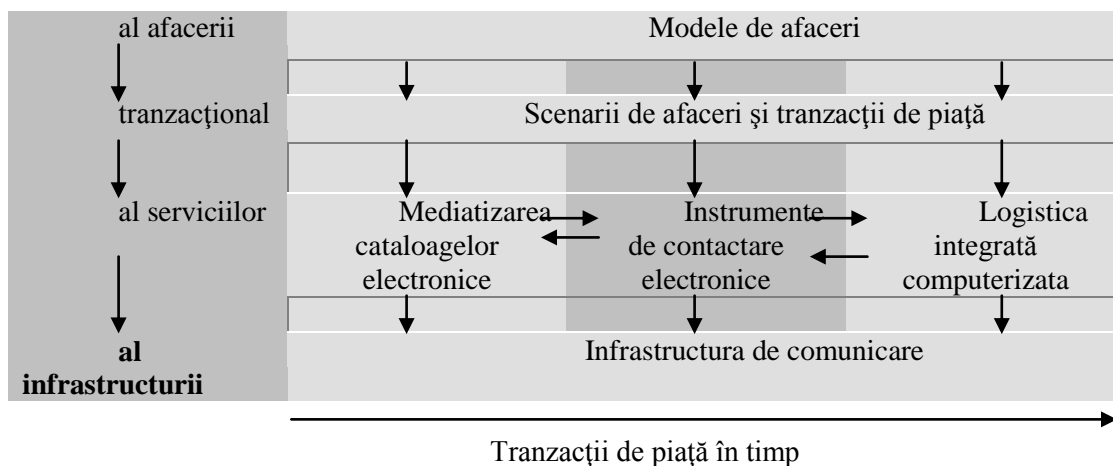 al afacerii Modele de afaceri
tranzacţional Scenarii de afaceri şi tranzacţii de piaţă
al serviciilor Mediatizarea Instrumente Logistica
cataloagelor de contactare integrată
electronice electronice computerizata
al Infrastructura de comunicare
infrastructurii
Tranzacţii de piaţă în timp